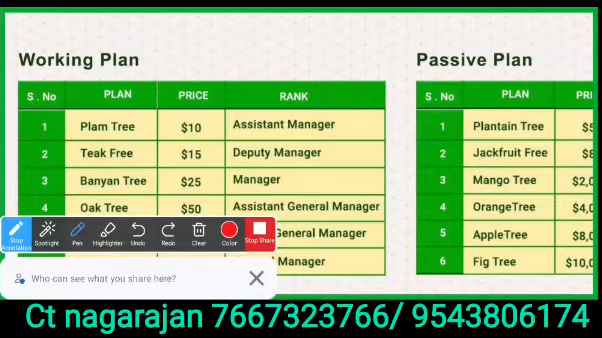 Working Plan
S . No PLAN PRICE RANK
1 Plam Tree $10 Assistant Manager
2 Teak Free $15 Deputy Manager
3 Banyan Tree $25 Manager
4 Oak Tree $50 Assistant General Manager
General Manager
Manager
Passive Plan
S . No PLAN
1 Plantain Tree
2 Jackfruit Free
3 Mango Tree
4 OrangeTree
5 AppleTree
6 Fig Tree
Stop Annotation Spotlight Pen Highlighter Undo Redo Clear Color Stop Share
Who can see what you share here?
Ct nagarajan 7667323766/ 9543806174